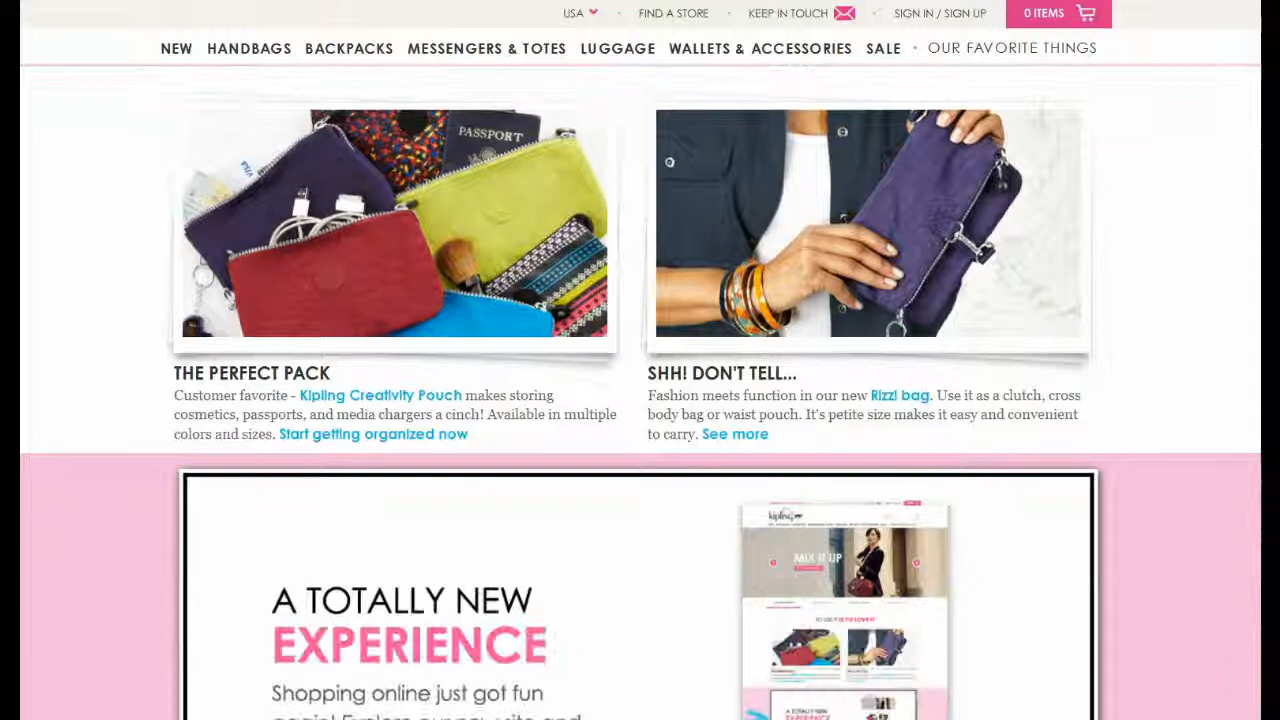 USA FIND A STORE KEEP IN TOUCH SIGN IN / SIGN UP 0 ITEMS
NEW HANDBAGS BACKPACKS MESSENGERS & TOTES LUGGAGE WALLETS & ACCESSORIES SALE • OUR FAVORITE THINGS
PASSPORT
VISA
THE PERFECT PACK
Customer favorite - Kipling Creativity Pouch makes storing
cosmetics, passports, and media chargers a cinch! Available in multiple
colors and sizes. Start getting organized now
SHH! DON'T TELL...
Fashion meets function in our new Rizzi bag. Use it as a clutch, cross
body bag or waist pouch. It's petite size makes it easy and convenient
to carry. See more
A TOTALLY NEW
EXPERIENCE
Shopping online just got fun
kipling
MIX IT UP
A TOTALLY NEW
EXPERIENCE